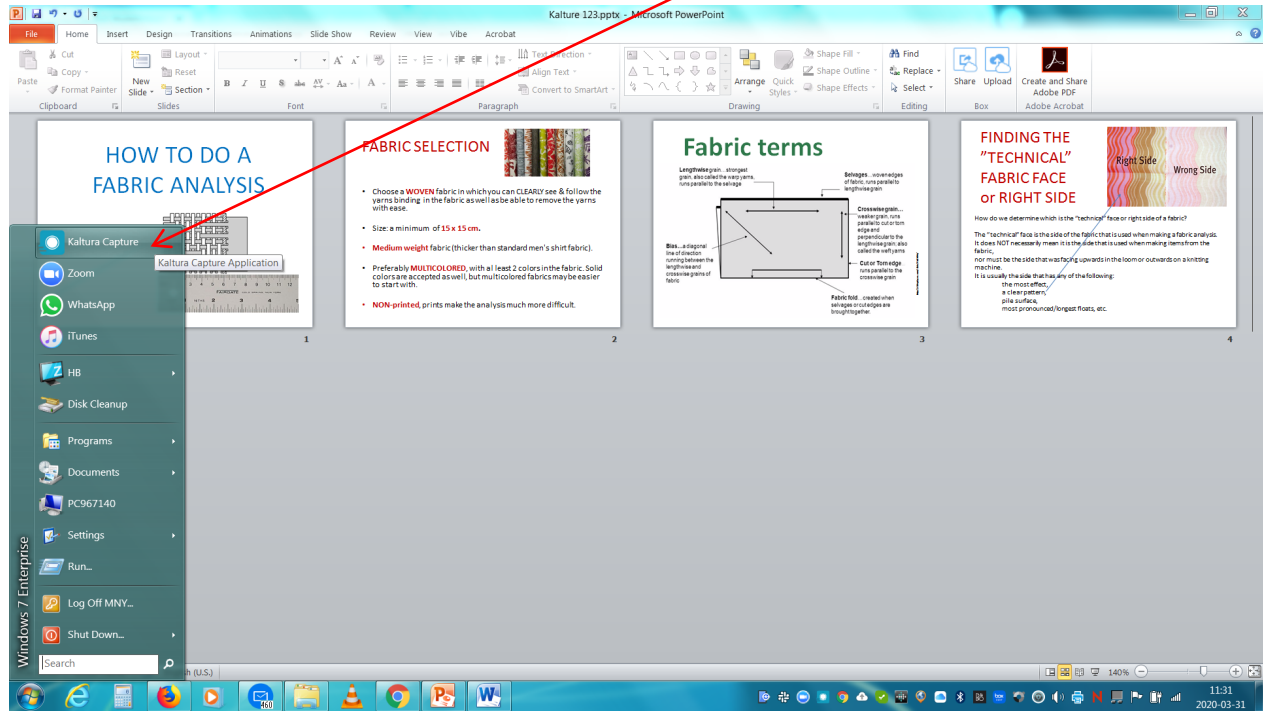 Kalture 123.pptx - Microsoft PowerPoint
File Home Insert Design Transitions Animations Slide Show Review View Vibe Acrobat
Paste
Cut
Copy
Format Painter
Clipboard
New Slide
Layout
Reset
Section
Slides
B I U S abc AV Aa A
Font
Text Direction
Align Text
Convert to SmartArt
Paragraph
Arrange
Quick Styles
Shape Fill
Shape Outline
Shape Effects
Drawing
Find
Replace
Select
Editing
Share Upload
Box
Create and Share
Adobe PDF
Adobe Acrobat
HOW TO DO A
FABRIC ANALYSIS
1
FABRIC SELECTION
• Choose a WOVEN fabric in which you can CLEARLY see & follow the
yarns binding in the fabric as well as be able to remove the yarns
with ease.
• Size: a minimum of 15 x 15 cm.
• Medium weight fabric (thicker than standard men's shirt fabric).
• Preferably MULTICOLORED, with al least 2 colors in the fabric. Solid
colors are accepted as well, but multicolored fabrics maybe easier
to start with.
• NON-printed, prints make the analysis much more difficult.
2
Fabric terms
Lengthwise grain...strongest
grain, also called the warp yarns,
runs parallel to the selvage
Selvages...woven edges
of fabric, runs parallel to
lengthwise grain
Crosswise grain...
weaker grain, runs
parallel to cut or torn
edge and
perpendicular to the
lengthwise grain; also
called the weft yarns
Bias...a diagonal
line of direction
running between the
lengthwise and
crosswise grains of
fabric
Cut or Torn edge
runs parallel to the
crosswise grain
Fabric fold...created when
selvages or cut edges are
brought together.
3
FINDING THE
”TECHNICAL”
FABRIC FACE
or RIGHT SIDE
Right Side
Wrong Side
How do we determine which is the ”technical” face or right side of a fabric?
The ”technical” face is the side of the fabric that is used when making a fabric analysis.
It does NOT necessarily mean it is the side that is used when making items from the
fabric,
nor must be the side that was facing upwards in the loom or outwards on a knitting
machine.
It is usually the side that has any of the following:
the most effect,
a clear pattern,
pile surface,
most pronounced/longest floats, etc.
4
Kaltura Capture
Kaltura Capture Application
Zoom
WhatsApp
iTunes
HB
Disk Cleanup
Programs
Documents
PC967140
Settings
Run...
Log Off MNY...
Shut Down...
Search
Windows 7 Enterprise
(U.S.)
140%
460
11:31
2020-03-31